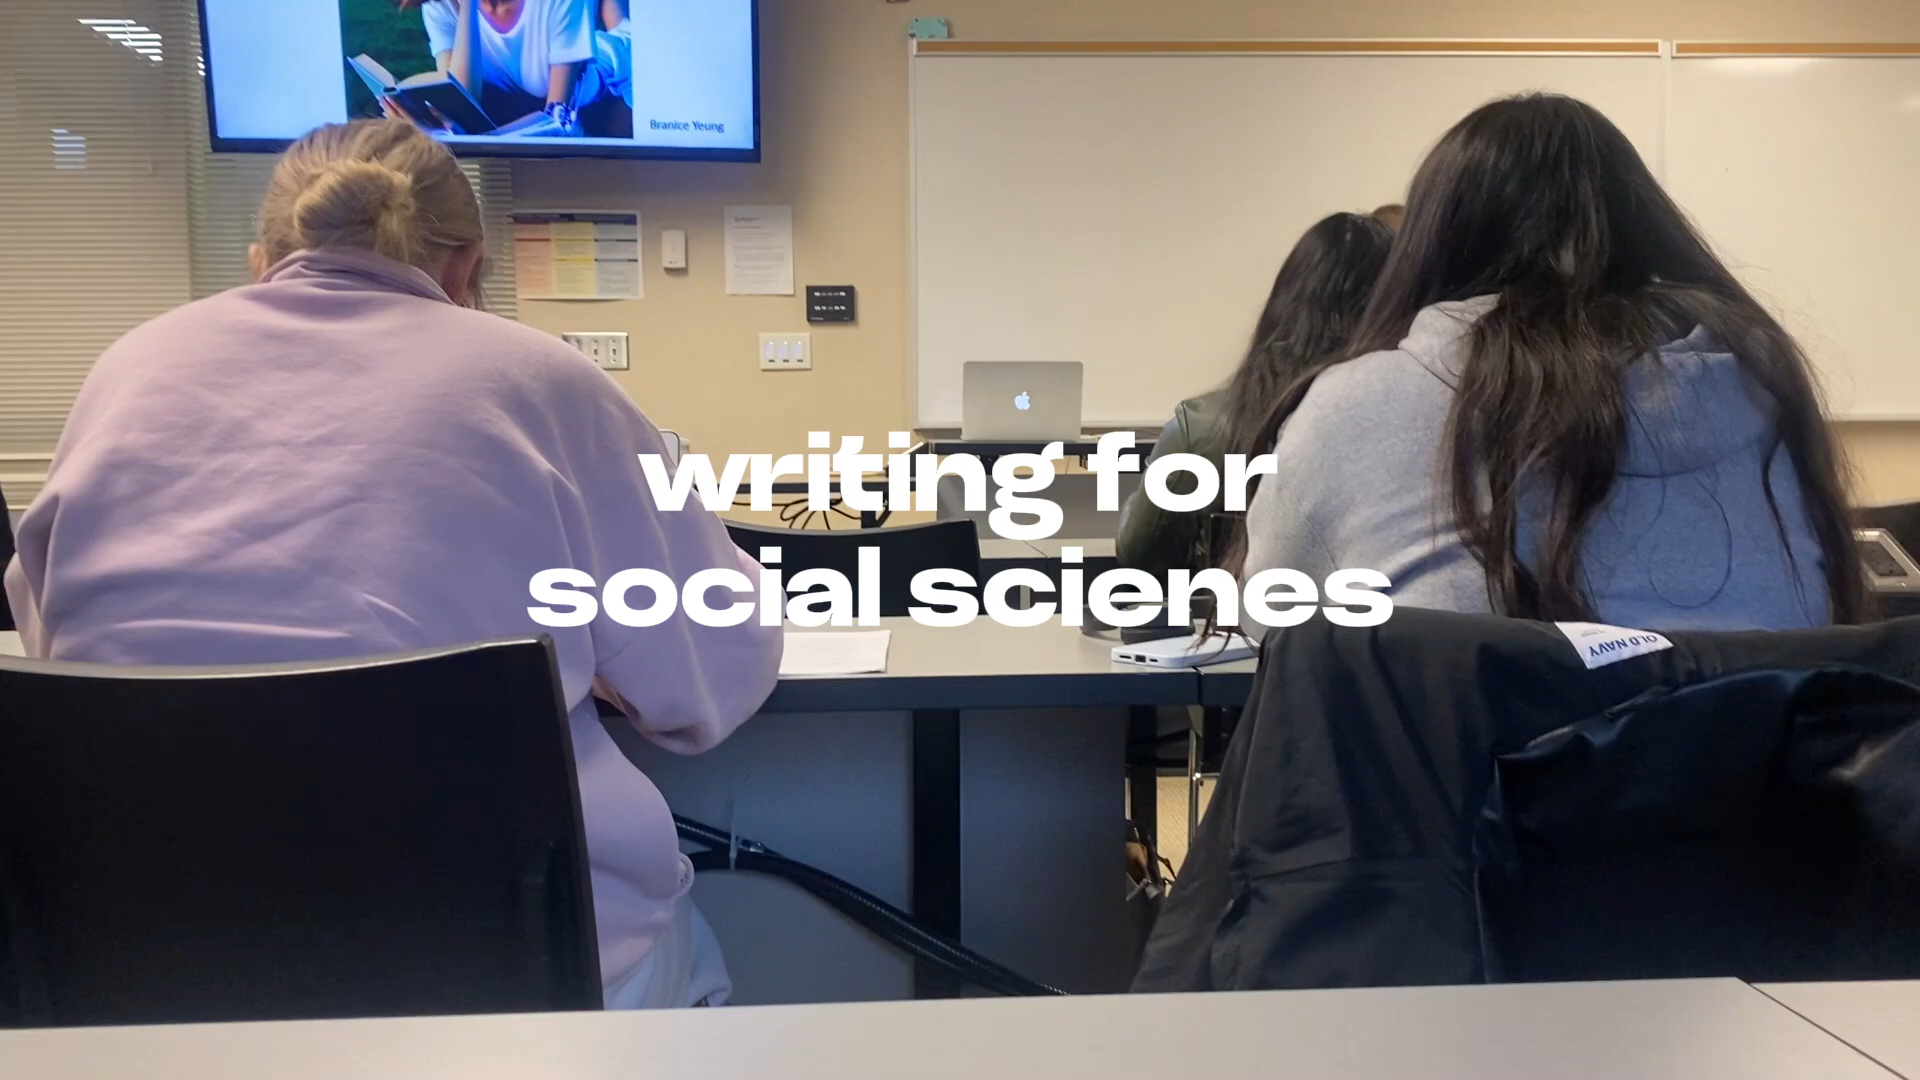 Branice Yeung
writing for
social scienes
OLD NAVY